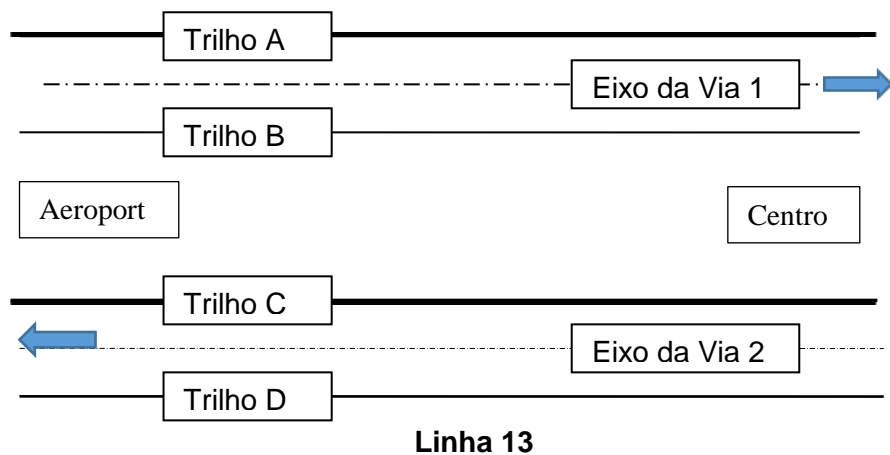 Trilho A
Eixo da Via 1
Trilho B
Aeroport
Centro
Trilho C
Eixo da Via 2
Trilho D
Linha 13